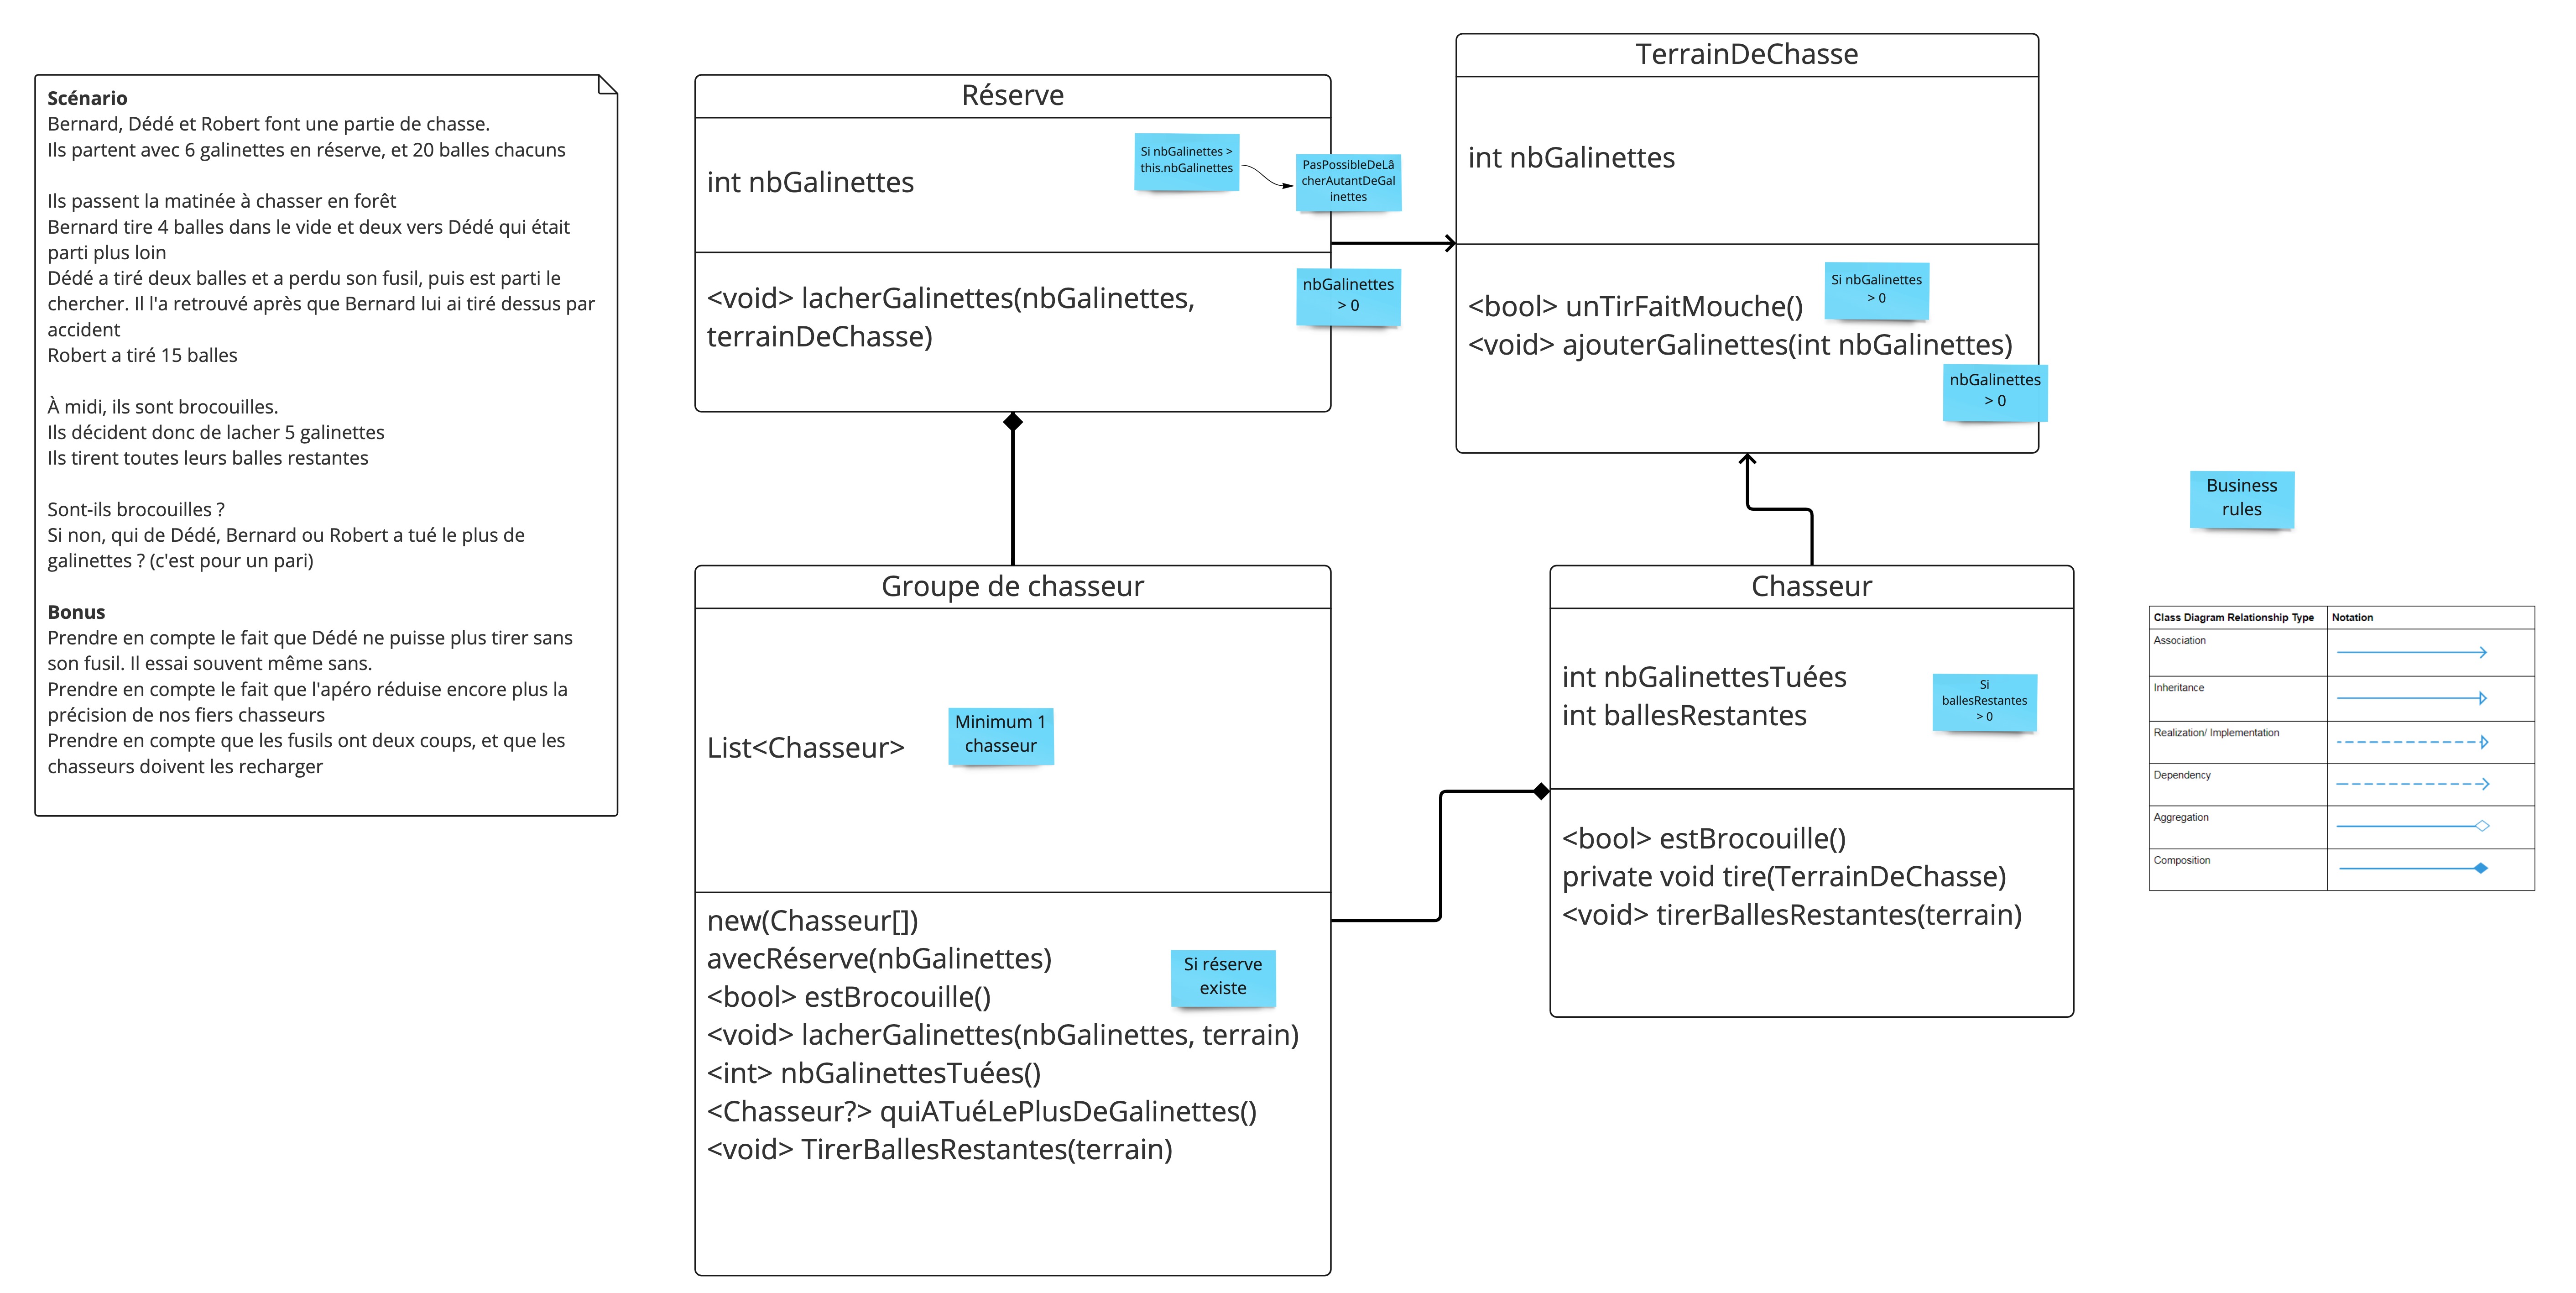 Scénario
Bernard, Dédé et Robert font une partie de chasse.
Ils partent avec 6 galinettes en réserve, et 20 balles chacuns
Ils passent la matinée à chasser en forêt
Bernard tire 4 balles dans le vide et deux vers Dédé qui était
parti plus loin
Dédé a tiré deux balles et a perdu son fusil, puis est parti le
chercher. Il l'a retrouvé après que Bernard lui ai tiré dessus par
accident
Robert a tiré 15 balles
À midi, ils sont brocouilles.
Ils décident donc de lacher 5 galinettes
Ils tirent toutes leurs balles restantes
Sont-ils brocouilles ?
Si non, qui de Dédé, Bernard ou Robert a tué le plus de
galinettes ? (c'est pour un pari)
Bonus
Prendre en compte le fait que Dédé ne puisse plus tirer sans
son fusil. Il essai souvent même sans.
Prendre en compte le fait que l'apéro réduise encore plus la
précision de nos fiers chasseurs
Prendre en compte que les fusils ont deux coups, et que les
chasseurs doivent les recharger
Réserve
int nbGalinettes
Si nbGalinettes >
this.nbGalinettes
PasPossibleDeLâ
cherAutantDeGal
inettes
<void> lacherGalinettes(nbGalinettes,
terrainDeChasse)
nbGalinettes
> 0
TerrainDeChasse
int nbGalinettes
<bool> unTirFaitMouche()
Si nbGalinettes
> 0
<void> ajouterGalinettes(int nbGalinettes)
nbGalinettes
> 0
Groupe de chasseur
List<Chasseur>
Minimum 1
chasseur
new(Chasseur[])
avecRéserve(nbGalinettes)
<bool> estBrocouille()
Si réserve
existe
<void> lacherGalinettes(nbGalinettes, terrain)
<int> nbGalinettesTuées()
<Chasseur?> quiATuéLePlusDeGalinettes()
<void> TirerBallesRestantes(terrain)
Chasseur
int nbGalinettesTuées
int ballesRestantes
Si
ballesRestantes
> 0
<bool> estBrocouille()
private void tire(TerrainDeChasse)
<void> tirerBallesRestantes(terrain)
Business
rules
Class Diagram Relationship Type Notation
Association
Inheritance
Realization/ Implementation
Dependency
Aggregation
Composition